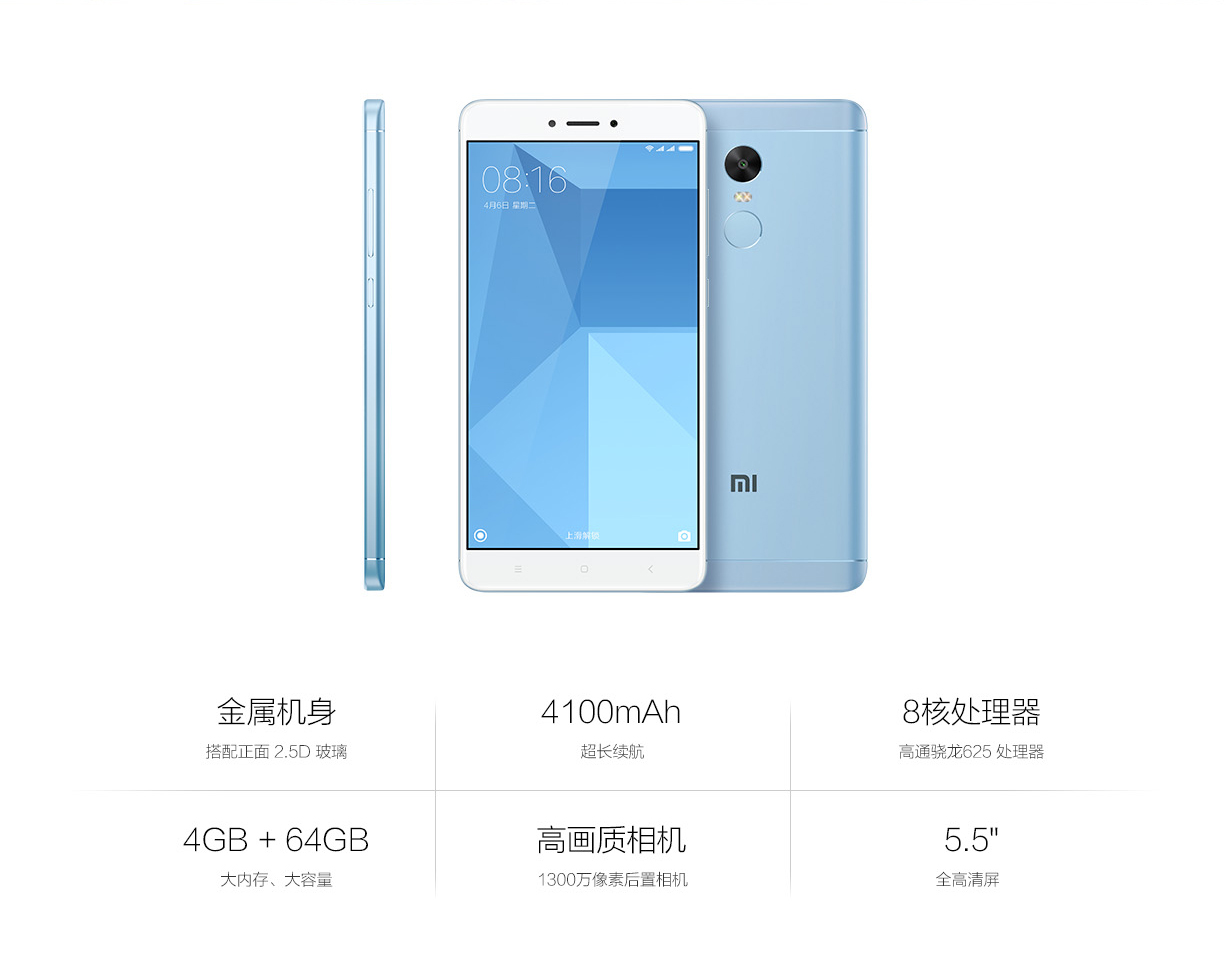 08:16
4月6日 星期二
上滑解锁
MI
金属机身
搭配正面 2.5D 玻璃
4100mAh
超长续航
8核处理器
高通骁龙625 处理器
4GB + 64GB
大内存、大容量
高画质相机
1300万像素后置相机
5.5"
全高清屏